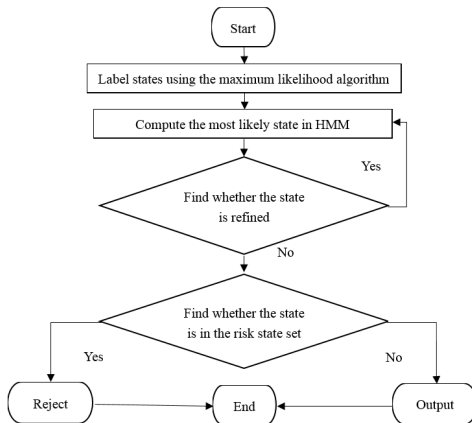 Start
Label states using the maximum likelihood algorithm
Compute the most likely state in HMM
Yes
Find whether the state
is refined
No
Find whether the state
is in the risk state set
Yes
No
Reject
End
Output